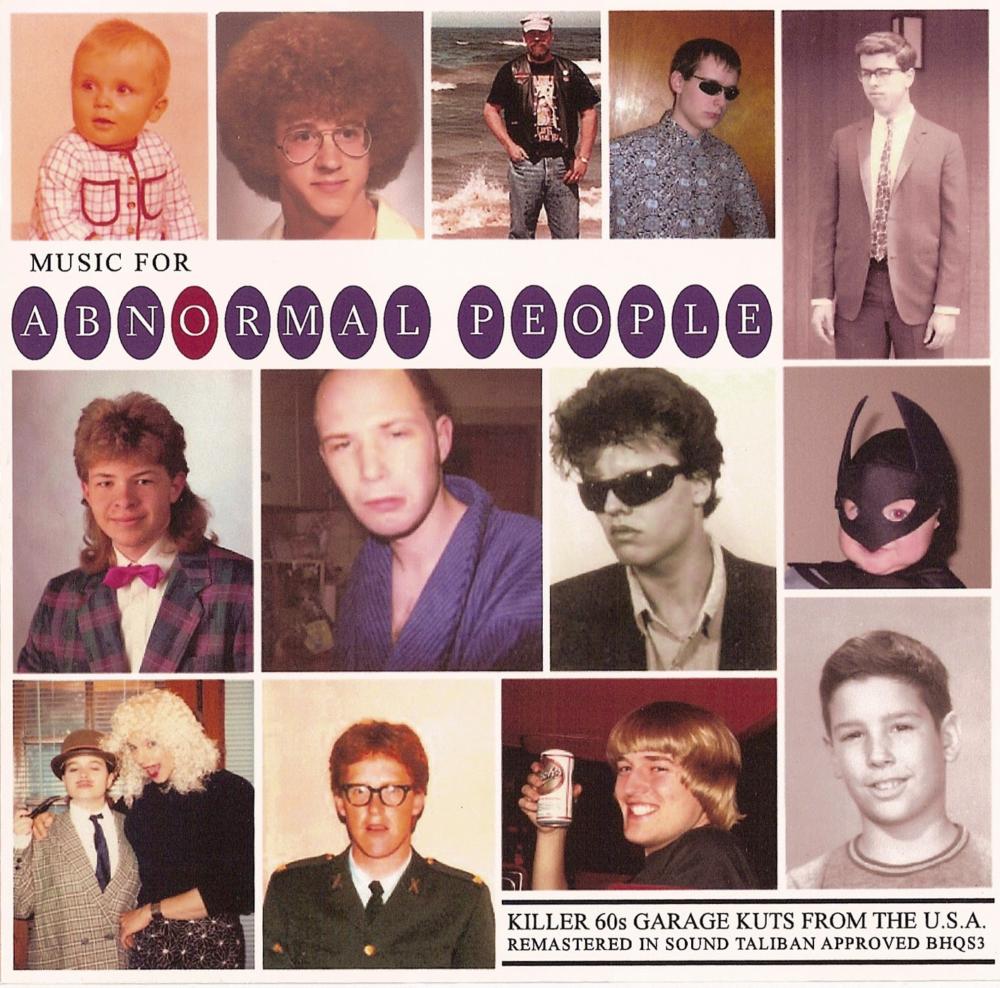 MUSIC FOR
ABNORMAL PEOPLE
KILLER 60s GARAGE KUTS FROM THE U.S.A.
REMASTERED IN SOUND TALIBAN APPROVED BHQS3